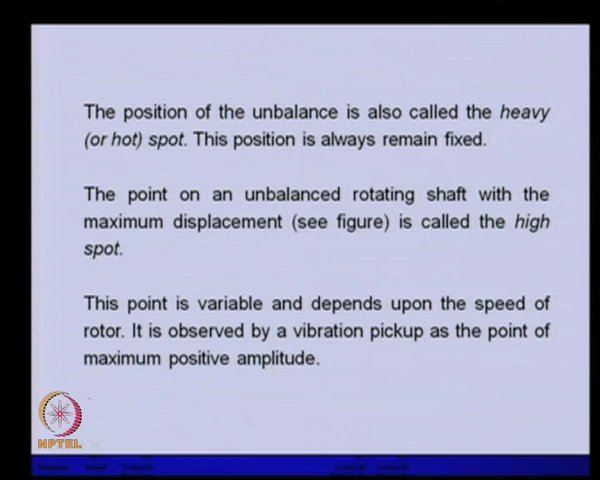 The position of the unbalance is also called the heavy
(or hot) spot. This position is always remain fixed.
The point on an unbalanced rotating shaft with the
maximum displacement (see figure) is called the high
spot.
This point is variable and depends upon the speed of
rotor. It is observed by a vibration pickup as the point of
maximum positive amplitude.
NPTEL